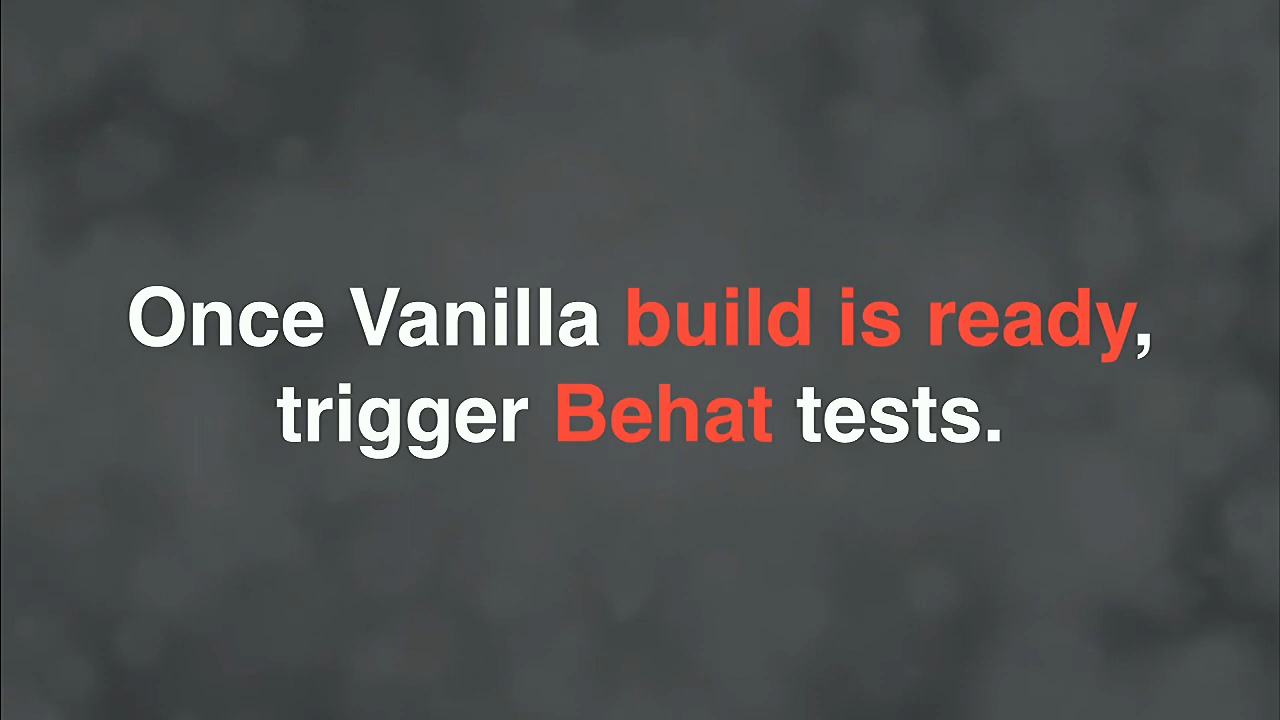 Once Vanilla build is ready,
trigger Behat tests.